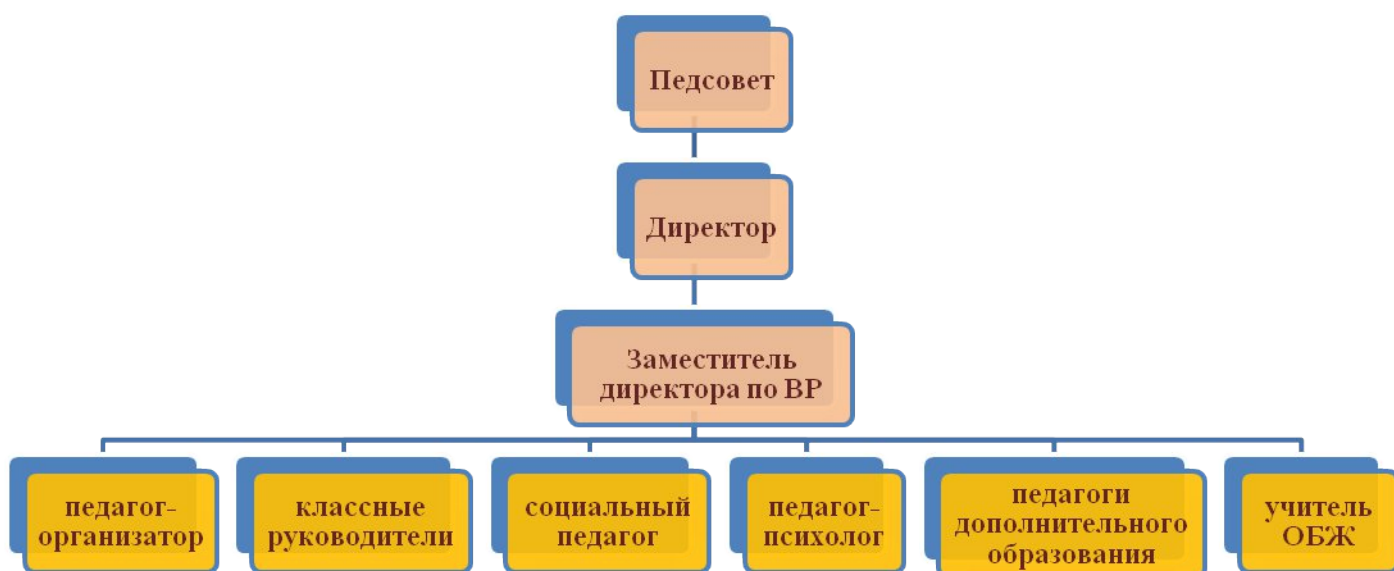 Педсовет
Директор
Заместитель
директора по ВР
педагог-
организатор
классные
руководители
социальный
педагог
педагог-
психолог
педагоги
дополнительного
образования
учитель
ОБЖ